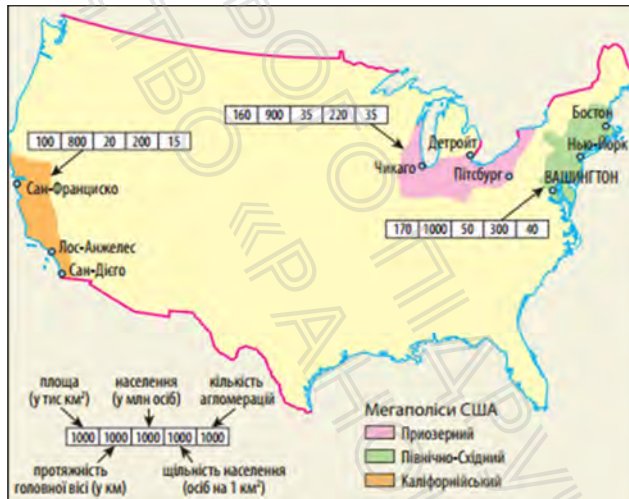 Бостон
160 900 35 220 35
Детройт
Нью-Йорк
100 800 20 200 15
Чикаго
Пітсбург
ВАШИНГТОН
Сан-Франциско
170 1000 50 300 40
Лос-Анжелес
Сан-Дієго
площа
(у тис км²)
населення
(у млн осіб)
кількість
агломерацій
1000 1000 1000 1000 1000
протяжність
головної вісі (у км)
щільність населення
(осіб на 1 км²)
Мегаполіси США
Приозерний
Північно-Східний
Каліфорнійський